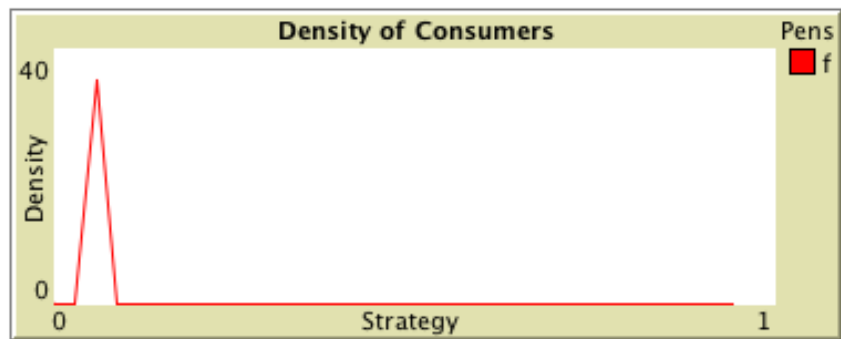 Density of Consumers
Pens
f
40
Density
0
0 Strategy 1